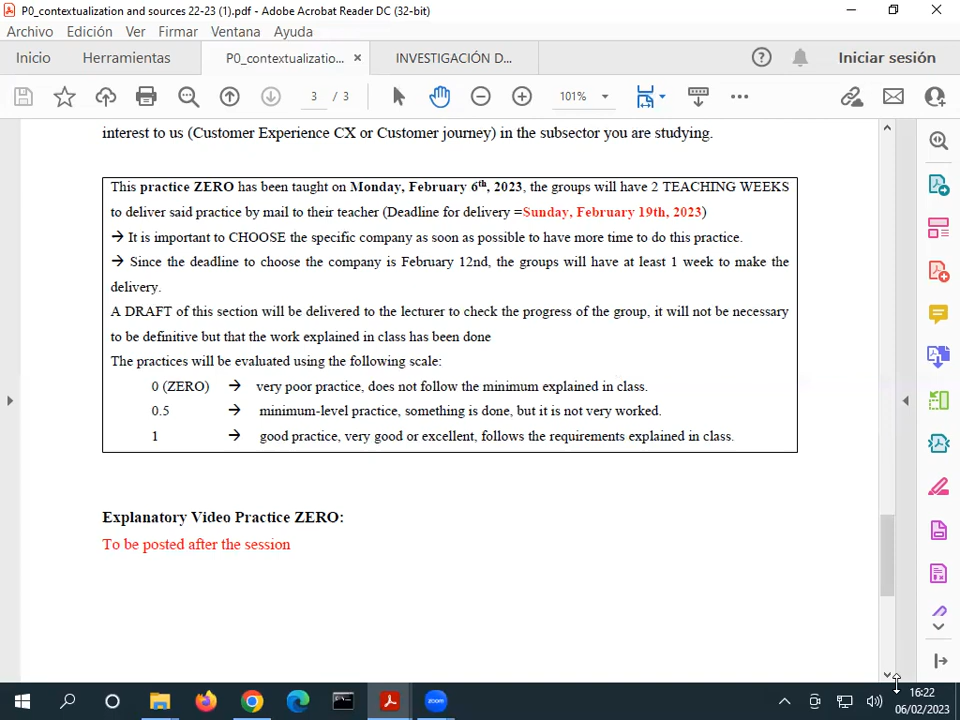 P0_contextualization and sources 22-23 (1).pdf - Adobe Acrobat Reader DC (32-bit)
Archivo Edición Ver Firmar Ventana Ayuda
Inicio Herramientas P0_contextualizatio... × INVESTIGACIÓN D... Iniciar sesión
3 / 3 101%
interest to us (Customer Experience CX or Customer journey) in the subsector you are studying.
This practice ZERO has been taught on Monday, February 6th, 2023, the groups will have 2 TEACHING WEEKS
to deliver said practice by mail to their teacher (Deadline for delivery =Sunday, February 19th, 2023)
→ It is important to CHOOSE the specific company as soon as possible to have more time to do this practice.
→ Since the deadline to choose the company is February 12nd, the groups will have at least 1 week to make the
delivery.
A DRAFT of this section will be delivered to the lecturer to check the progress of the group, it will not be necessary
to be definitive but that the work explained in class has been done
The practices will be evaluated using the following scale:
0 (ZERO) → very poor practice, does not follow the minimum explained in class.
0.5 → minimum-level practice, something is done, but it is not very worked.
1 → good practice, very good or excellent, follows the requirements explained in class.
Explanatory Video Practice ZERO:
To be posted after the session
zoom
16:22
06/02/2023